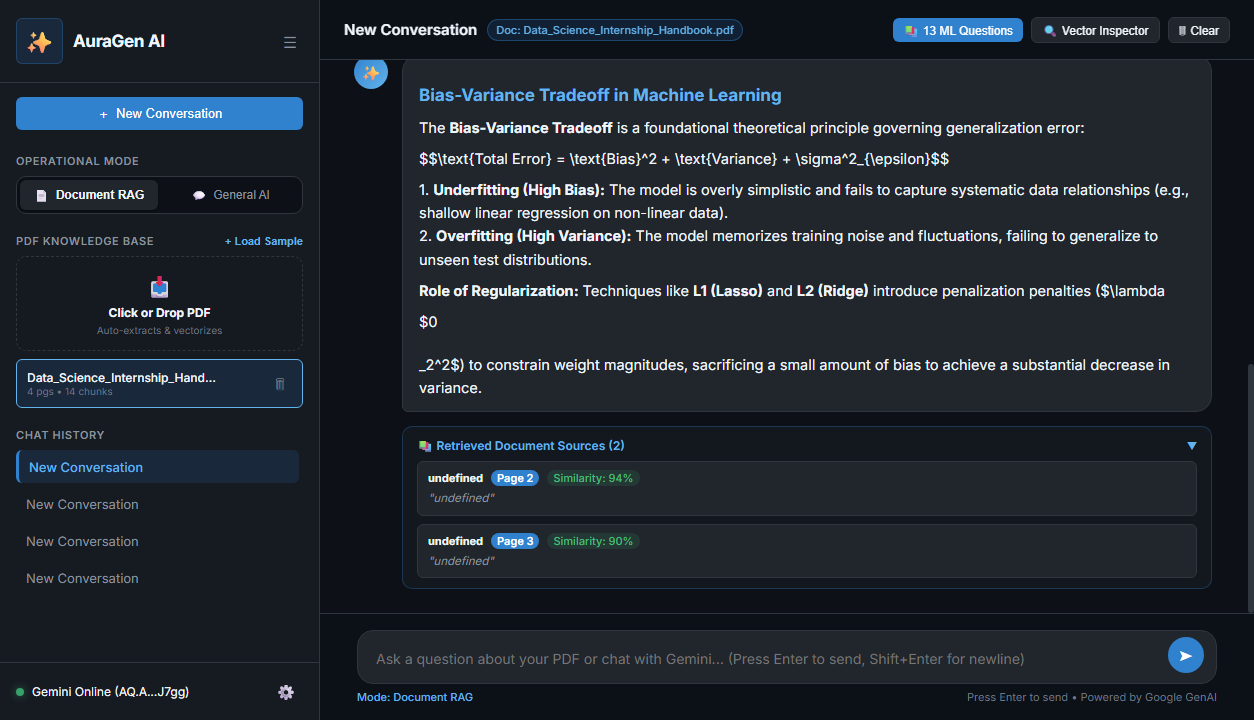 AuraGen AI
+ New Conversation
OPERATIONAL MODE
Document RAG
General AI
PDF KNOWLEDGE BASE
+ Load Sample
Click or Drop PDF
Auto-extracts & vectorizes
Data_Science_Internship_Hand...
4 pgs • 14 chunks
CHAT HISTORY
New Conversation
New Conversation
New Conversation
New Conversation
Gemini Online (AQ.A...J7gg)
New Conversation
Doc: Data_Science_Internship_Handbook.pdf
13 ML Questions
Vector Inspector
Clear
Bias-Variance Tradeoff in Machine Learning
The Bias-Variance Tradeoff is a foundational theoretical principle governing generalization error:
$$\text{Total Error} = \text{Bias}^2 + \text{Variance} + \sigma^2_{\epsilon}$$
1. Underfitting (High Bias): The model is overly simplistic and fails to capture systematic data relationships (e.g.,
shallow linear regression on non-linear data).
2. Overfitting (High Variance): The model memorizes training noise and fluctuations, failing to generalize to
unseen test distributions.
Role of Regularization: Techniques like L1 (Lasso) and L2 (Ridge) introduce penalization penalties ($\lambda
$0
_2^2$) to constrain weight magnitudes, sacrificing a small amount of bias to achieve a substantial decrease in
variance.
Retrieved Document Sources (2)
undefined Page 2 Similarity: 94%
"undefined"
undefined Page 3 Similarity: 90%
"undefined"
Ask a question about your PDF or chat with Gemini... (Press Enter to send, Shift+Enter for newline)
Mode: Document RAG
Press Enter to send • Powered by Google GenAI